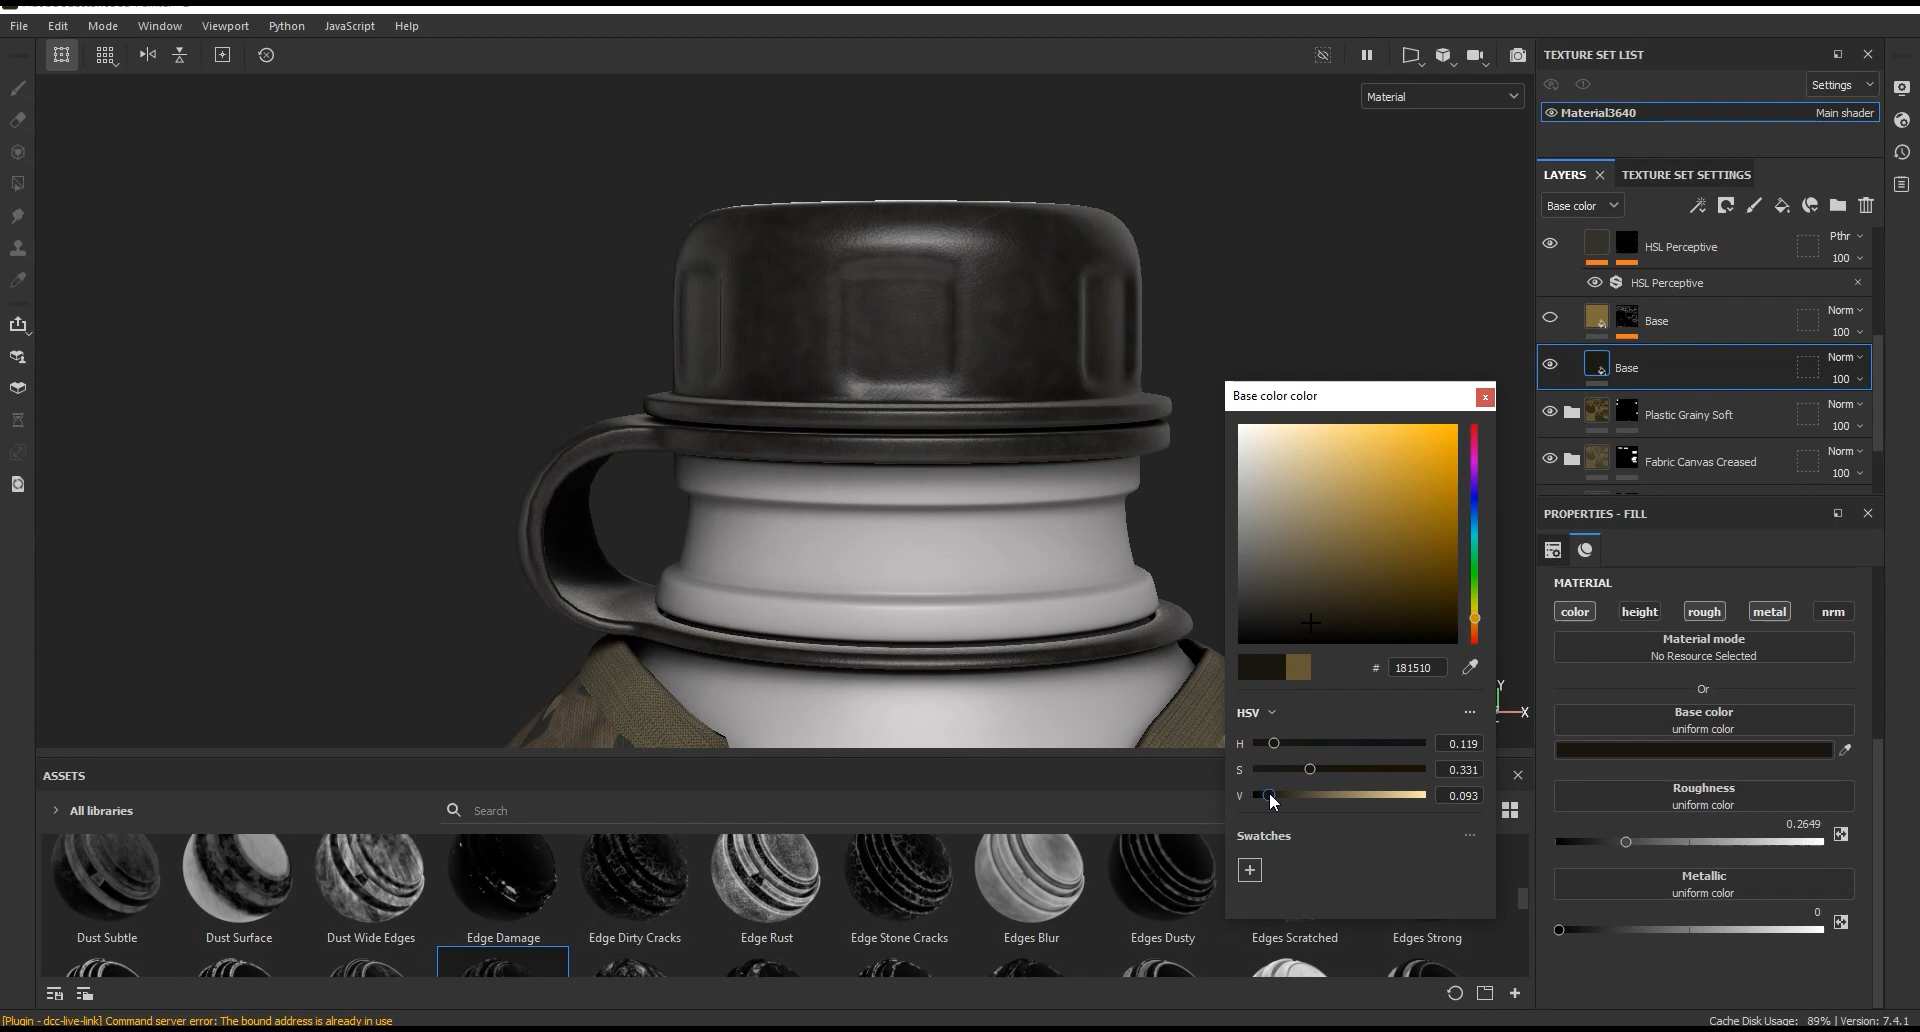 File Edit Mode Window Viewport Python JavaScript Help
TEXTURE SET LIST
Settings
Material
Material3640 Main shader
LAYERS TEXTURE SET SETTINGS
Base color
HSL Perceptive Pthr
100
HSL Perceptive
Base Norm
100
Base Norm
100
Plastic Grainy Soft Norm
100
Fabric Canvas Creased Norm
100
PROPERTIES - FILL
MATERIAL
color height rough metal nrm
Material mode
No Resource Selected
Or
Base color
uniform color
Roughness
uniform color
0.2649
Metallic
uniform color
0
Base color color
# 181510
HSV
H 0.119
S 0.331
V 0.093
Swatches
Y
X
ASSETS
All libraries
Search
Dust Subtle Dust Surface Dust Wide Edges Edge Damage Edge Dirty Cracks Edge Rust Edge Stone Cracks Edges Blur Edges Dusty Edges Scratched Edges Strong
[Plugin - dcc-live-link] Command server error: The bound address is already in use
Cache Disk Usage: 89% | Version: 7.4.1